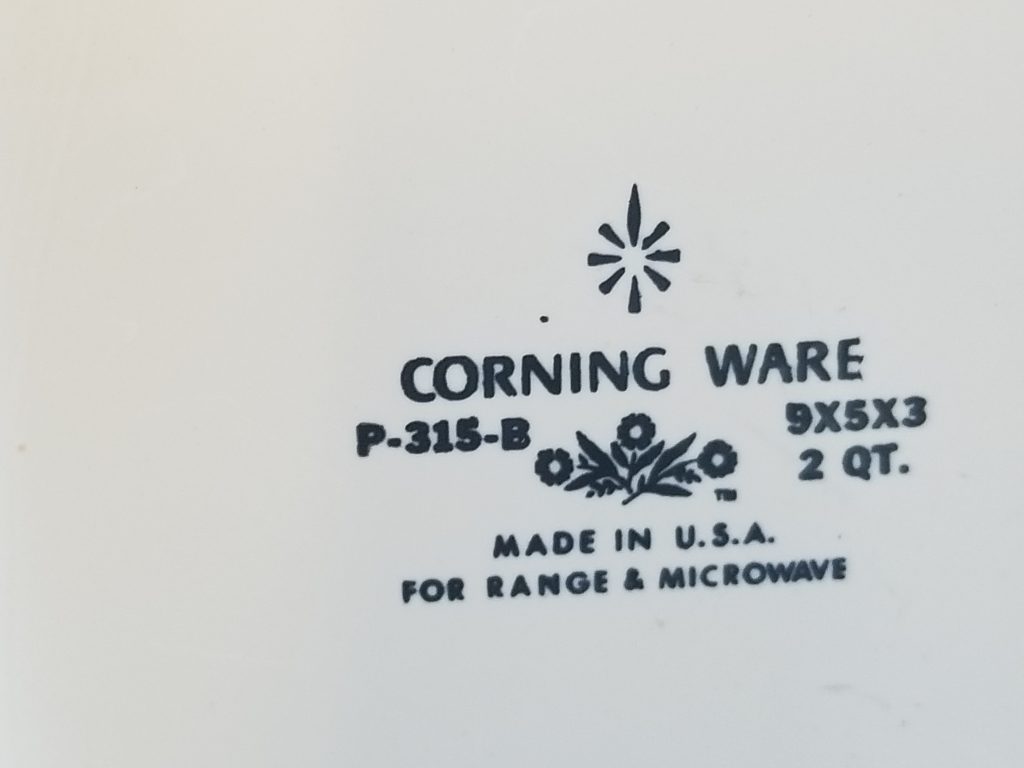 CORNING WARE
P-315-B 9X5X3
2 QT.
TM
MADE IN U.S.A.
FOR RANGE & MICROWAVE